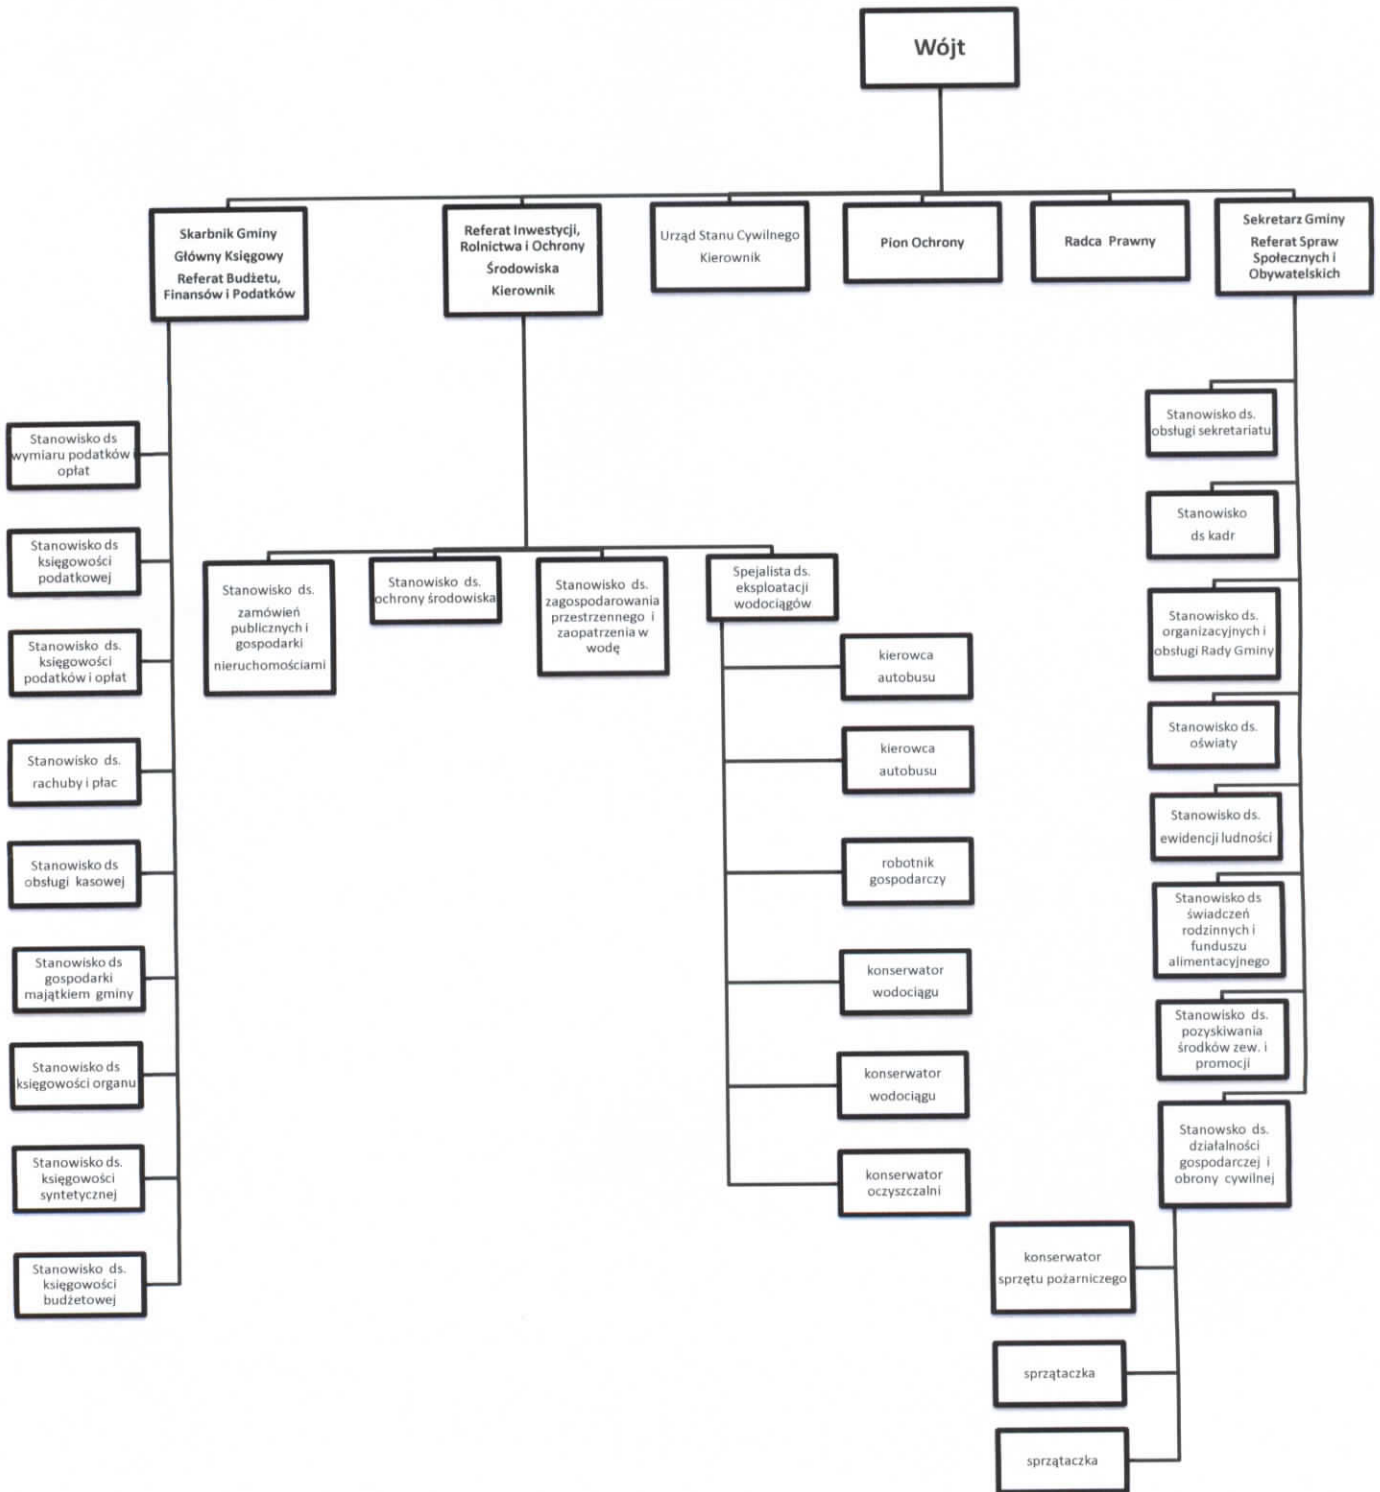 Wójt
Skarbnik Gminy
Główny Księgowy
Referat Budżetu,
Finansów i Podatków
Referat Inwestycji,
Rolnictwa i Ochrony
Środowiska
Kierownik
Urząd Stanu Cywilnego
Kierownik
Pion Ochrony
Radca Prawny
Sekretarz Gminy
Referat Spraw
Społecznych i
Obywatelskich
Stanowisko ds
wymiaru podatków i
opłat
Stanowisko ds
księgowości
podatkowej
Stanowisko ds.
księgowości
podatków i opłat
Stanowisko ds.
rachuby i płac
Stanowisko ds
obsługi kasowej
Stanowisko ds
gospodarki
majątkiem gminy
Stanowisko ds
księgowości organu
Stanowisko ds.
księgowości
syntetycznej
Stanowisko ds.
księgowości
budżetowej
Stanowisko ds.
zamówień
publicznych i
gospodarki
nieruchomościami
Stanowisko ds.
ochrony środowiska
Stanowisko ds.
zagospodarowania
przestrzennego i
zaopatrzenia w
wodę
Spejalista ds.
eksploatacji
wodociągów
kierowca
autobusu
kierowca
autobusu
robotnik
gospodarczy
konserwator
wodociągu
konserwator
wodociągu
konserwator
oczyszczalni
Stanowisko ds.
obsługi sekretariatu
Stanowisko
ds kadr
Stanowisko ds.
organizacyjnych i
obsługi Rady Gminy
Stanowisko ds.
oświaty
Stanowisko ds.
ewidencji ludności
Stanowisko ds
świadczeń
rodzinnych i
funduszu
alimentacyjnego
Stanowisko ds.
pozyskiwania
środków zew. i
promocji
Stanowsko ds.
działalności
gospodarczej i
obrony cywilnej
konserwator
sprzętu pożarniczego
sprzątaczka
sprzątaczka